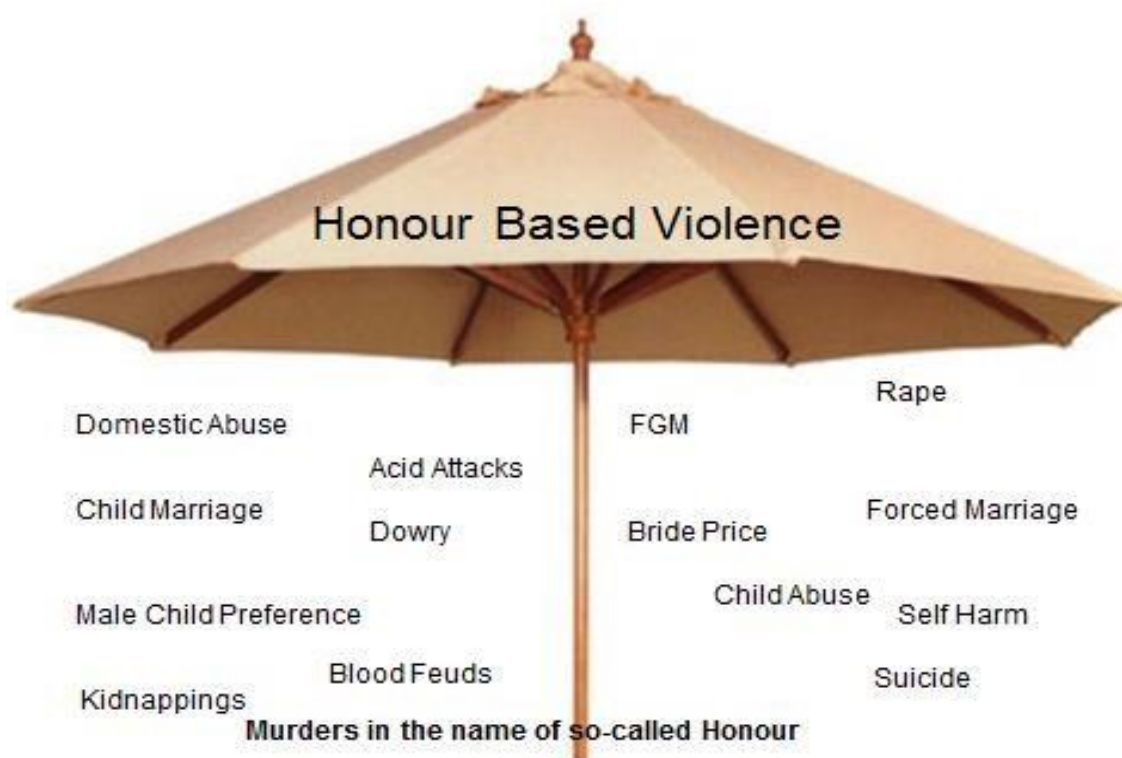 Honour Based Violence
Rape
Domestic Abuse
FGM
Acid Attacks
Child Marriage
Forced Marriage
Dowry
Bride Price
Child Abuse
Male Child Preference
Self Harm
Blood Feuds
Suicide
Kidnappings
Murders in the name of so-called Honour